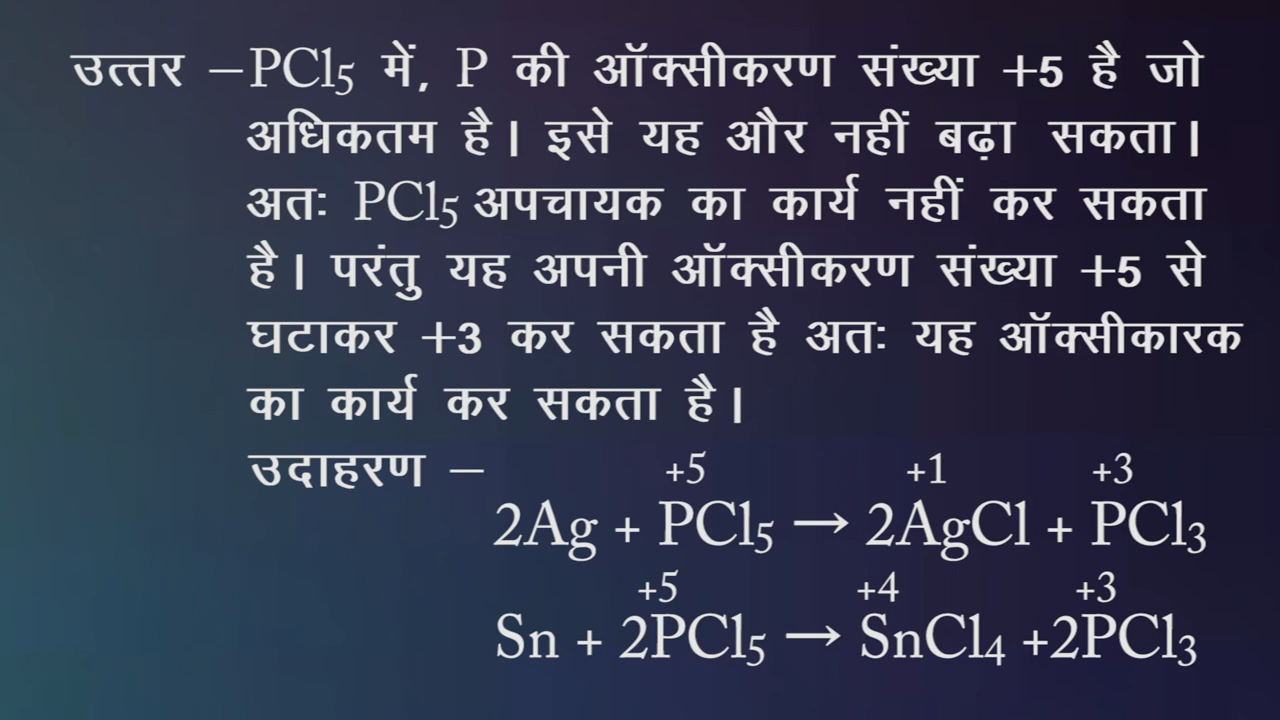 उत्तर –PCl₅ में, P की ऑक्सीकरण संख्या +5 है जो
अधिकतम है। इसे यह और नहीं बढ़ा सकता।
अतः PCl₅ अपचायक का कार्य नहीं कर सकता
है। परंतु यह अपनी ऑक्सीकरण संख्या +5 से
घटाकर +3 कर सकता है अतः यह ऑक्सीकारक
का कार्य कर सकता है।
उदाहरण –
+5 +1 +3
2Ag + PCl₅ → 2AgCl + PCl₃
+5 +4 +3
Sn + 2PCl₅ → SnCl₄ +2PCl₃